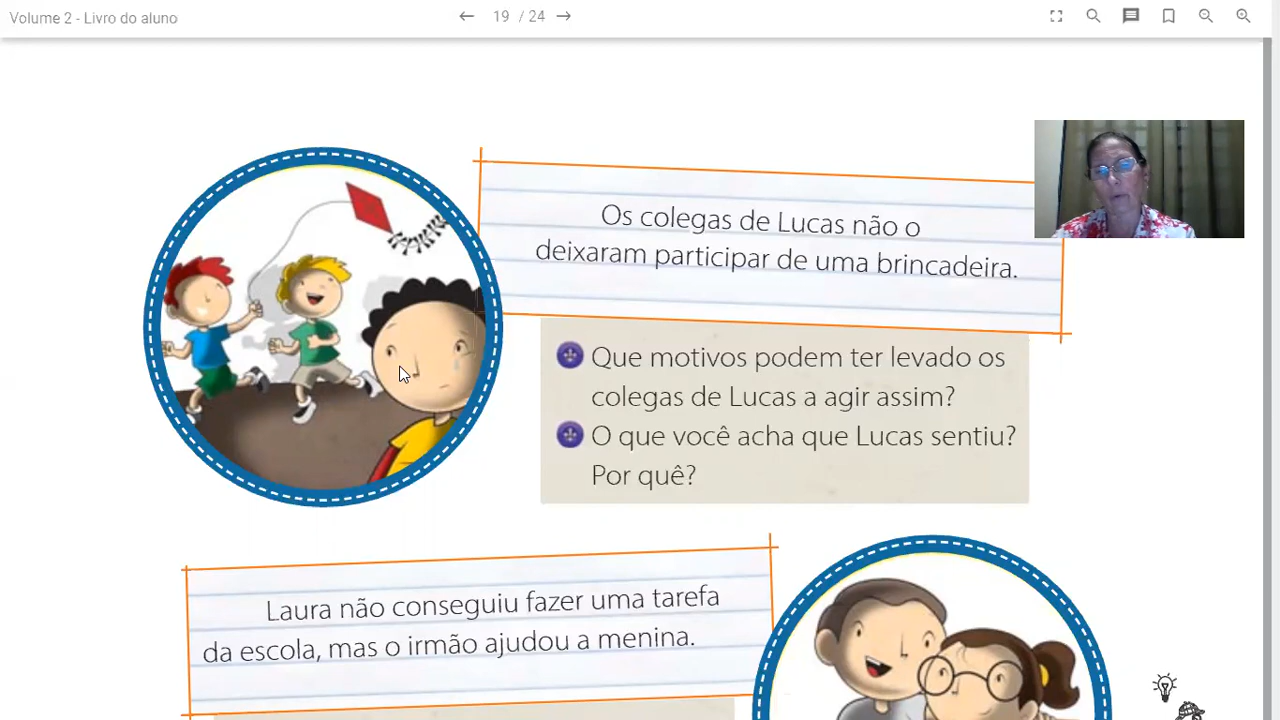 Volume 2 - Livro do aluno
19 / 24
Os colegas de Lucas não o
deixaram participar de uma brincadeira.
Que motivos podem ter levado os
colegas de Lucas a agir assim?
O que você acha que Lucas sentiu?
Por quê?
Laura não conseguiu fazer uma tarefa
da escola, mas o irmão ajudou a menina.